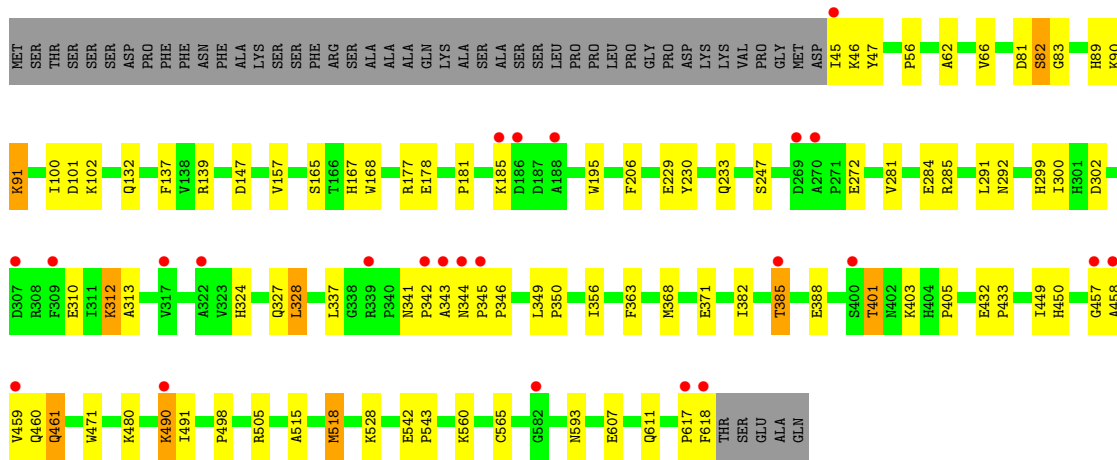 MET SER THR SER SER SER ASP PRO PHE PHE ASN PHE ALA LYS SER SER PHE ARG SER ALA ALA ALA GLN LYS ALA SER ALA SER SER LEU PRO PRO LEU PRO GLY PRO ASP LYS LYS VAL PRO GLY MET ASP I45 K46 Y47 P56 A62 V66 D81 S82 G83 H89 K90
K91 I100 D101 K102 Q132 F137 V138 R139 D147 V157 S165 T166 H167 W168 R177 E178 P181 K185 D186 D187 A188 W195 F206 E229 Y230 Q233 S247 D269 A270 P271 E272 V281 E284 R285 L291 N292 H299 I300 H301 D302
D307 R308 F309 E310 I311 K312 A313 V317 A322 V323 H324 Q327 L328 L337 G338 R339 P340 N341 P342 A343 N344 P345 P346 L349 P350 I356 F363 M368 E371 I382 T385 E388 S400 T401 N402 K403 H404 P405 E432 P433 I449 H450 G457 A458
V459 Q460 Q461 W471 K480 K490 I491 P498 R505 A515 M518 K528 E542 P543 K560 C565 G582 N593 E607 Q611 P617 F618 THR SER GLU ALA GLN